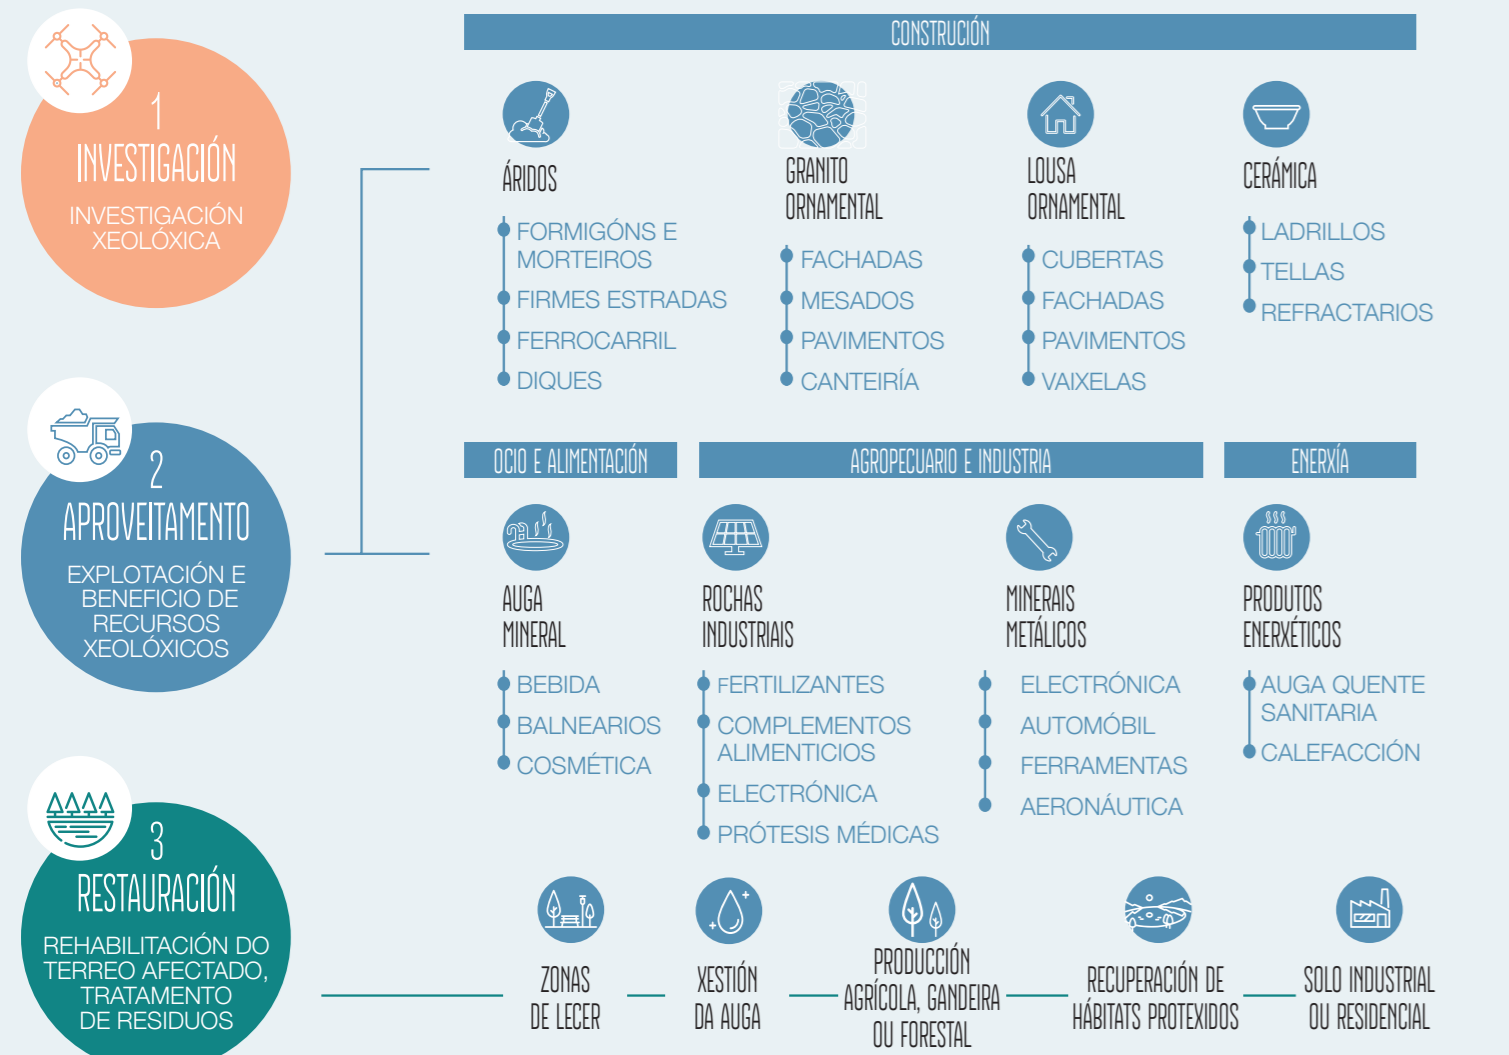 1
INVESTIGACIÓN
INVESTIGACIÓN
XEOLÓXICA
2
APROVEITAMENTO
EXPLOTACIÓN E
BENEFICIO DE
RECURSOS
XEOLÓXICOS
CONSTRUCIÓN
ÁRIDOS
FORMIGÓNS E
MORTEIROS
FIRMES ESTRADAS
FERROCARRIL
DIQUES
GRANITO
ORNAMENTAL
FACHADAS
MESADOS
PAVIMENTOS
CANTEIRÍA
LOUSA
ORNAMENTAL
CUBERTAS
FACHADAS
PAVIMENTOS
VAIXELAS
CERÁMICA
LADRILLOS
TELLAS
REFRACTARIOS
OCIO E ALIMENTACIÓN
AUGA
MINERAL
BEBIDA
BALNEARIOS
COSMÉTICA
AGROPECUARIO E INDUSTRIA
ROCHAS
INDUSTRIAIS
FERTILIZANTES
COMPLEMENTOS
ALIMENTICIOS
ELECTRÓNICA
PRÓTESIS MÉDICAS
MINERAIS
METÁLICOS
ELECTRÓNICA
AUTOMÓBIL
FERRAMENTAS
AERONÁUTICA
ENERXÍA
PRODUTOS
ENERXÉTICOS
AUGA QUENTE
SANITARIA
CALEFACCIÓN
3
RESTAURACIÓN
REHABILITACIÓN DO
TERREO AFECTADO,
TRATAMENTO
DE RESIDUOS
ZONAS
DE LECER
XESTIÓN
DA AUGA
PRODUCCIÓN
AGRÍCOLA, GANDEIRA
OU FORESTAL
RECUPERACIÓN DE
HÁBITATS PROTEXIDOS
SOLO INDUSTRIAL
OU RESIDENCIAL